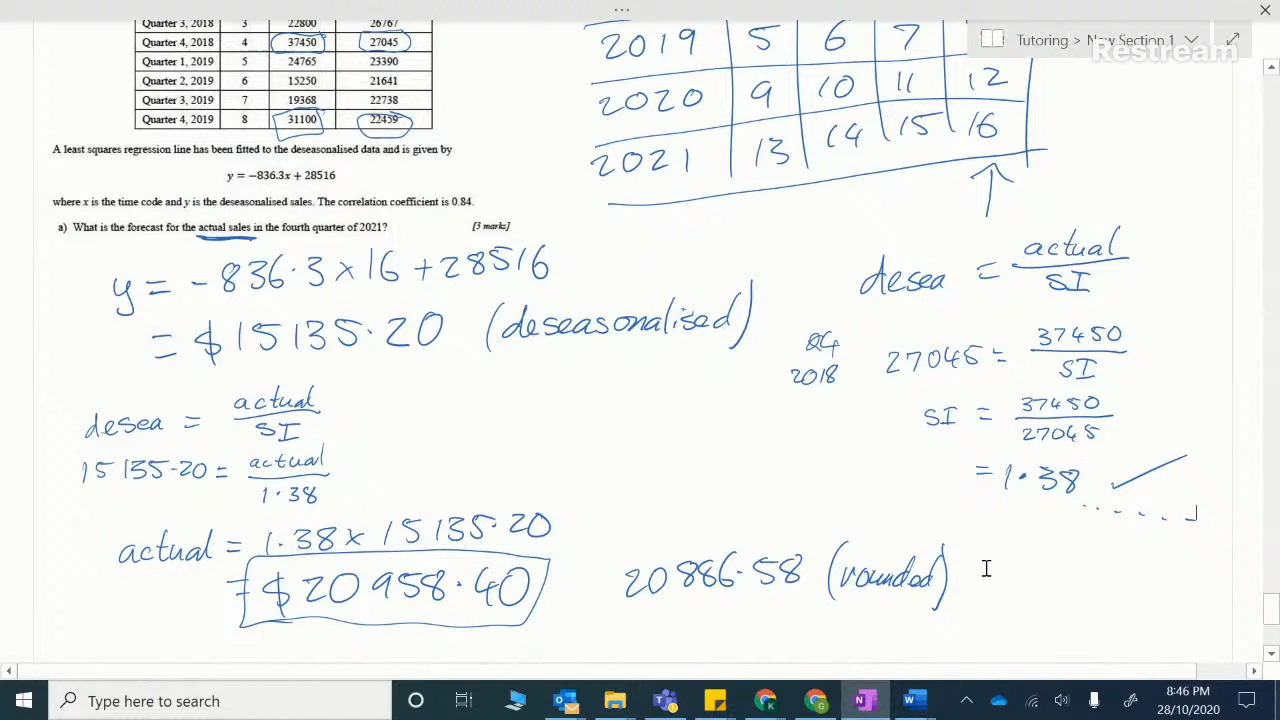 Tutoring > New Section 1
Restream
Quarter 3, 2018 3 22800 26767
Quarter 4, 2018 4 37450 27045
Quarter 1, 2019 5 24765 23390
Quarter 2, 2019 6 15250 21641
Quarter 3, 2019 7 19368 22738
Quarter 4, 2019 8 31100 22459
2019 5 6 7
2020 9 10 11 12
2021 13 14 15 16
A least squares regression line has been fitted to the deseasonalised data and is given by
y = −836.3x + 28516
where x is the time code and y is the deseasonalised sales. The correlation coefficient is 0.84.
a) What is the forecast for the actual sales in the fourth quarter of 2021? [3 marks]
y = -836.3 x 16 + 28516
= $15135.20 (deseasonalised)
desea = actual
SI
15135.20 = actual
1.38
actual = 1.38 x 15135.20
= $20958.40
20886.58 (rounded)
desea = actual
SI
Q4
2018
27045 = 37450
SI
SI = 37450
27045
= 1.38
Type here to search
8:46 PM
28/10/2020